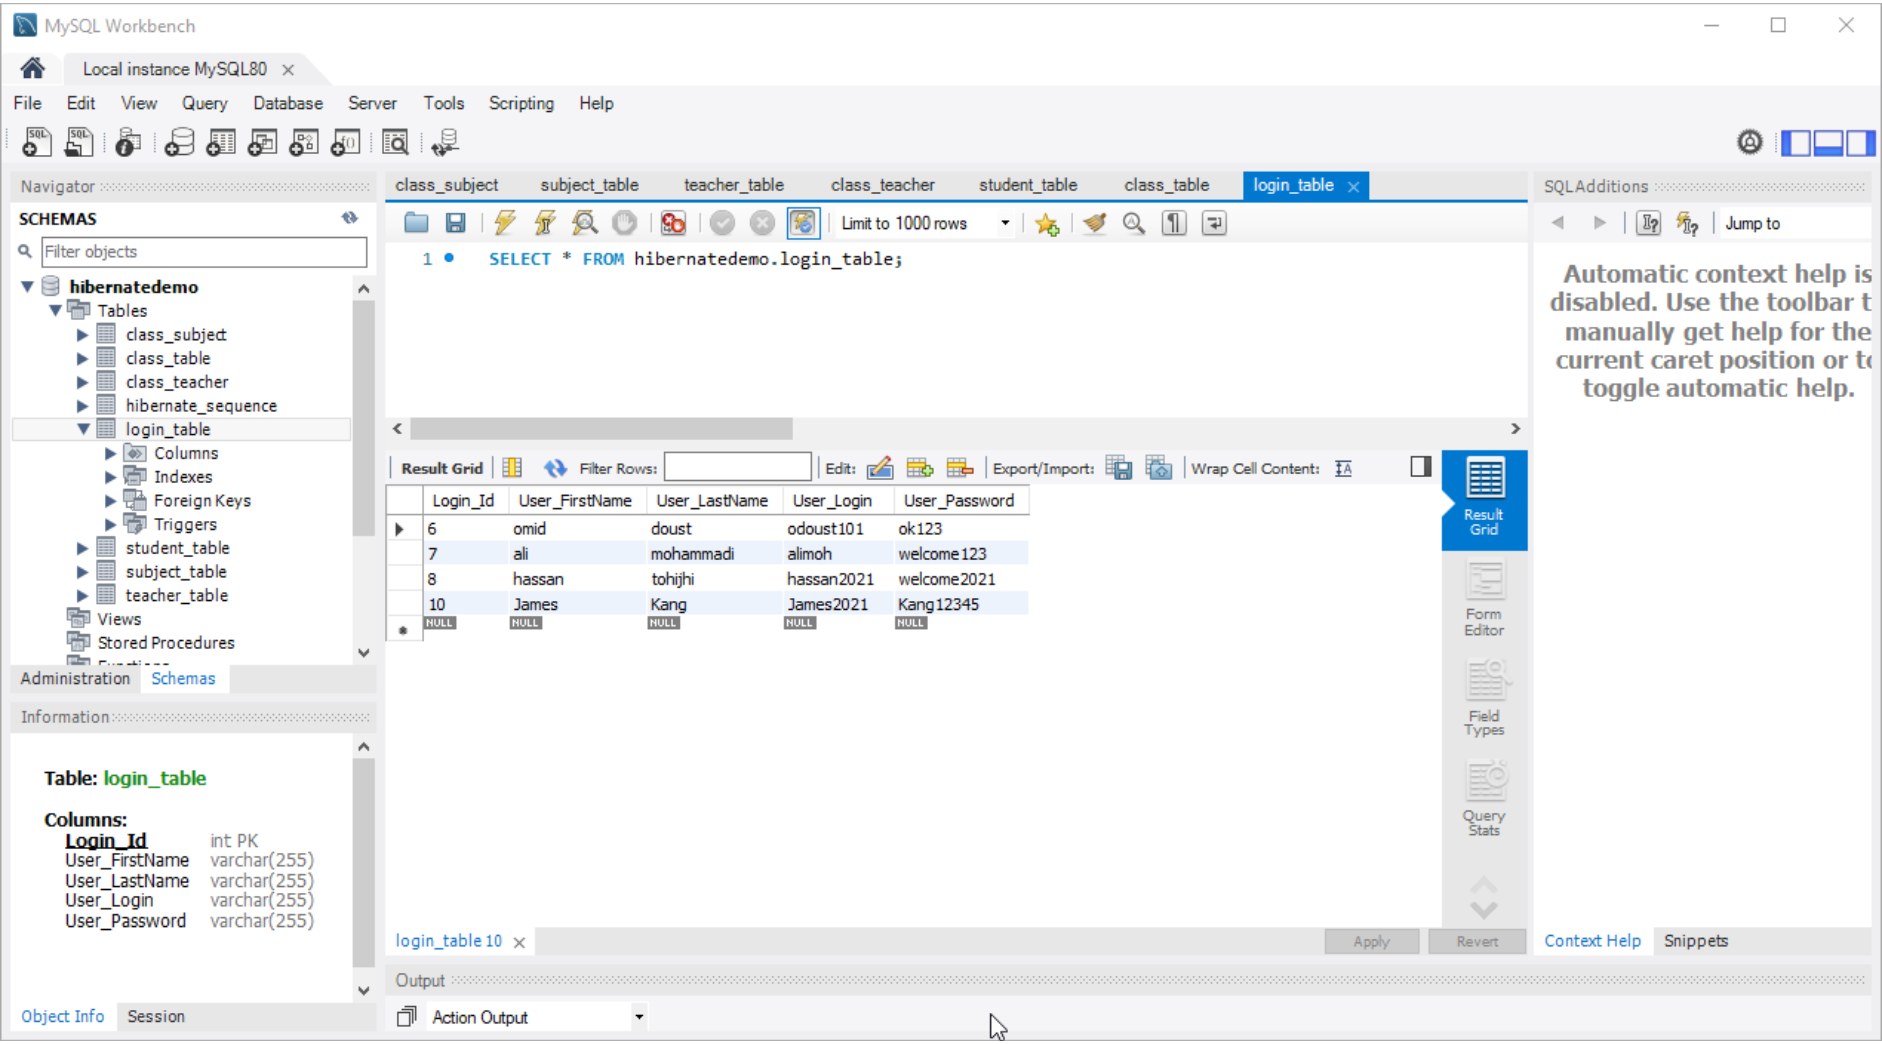 MySQL Workbench
Local instance MySQL80
File Edit View Query Database Server Tools Scripting Help
Navigator
SCHEMAS
Filter objects
hibernatedemo
Tables
class_subject
class_table
class_teacher
hibernate_sequence
login_table
Columns
Indexes
Foreign Keys
Triggers
student_table
subject_table
teacher_table
Views
Stored Procedures
Administration Schemas
Information
Table: login_table
Columns:
Login_Id int PK
User_FirstName varchar(255)
User_LastName varchar(255)
User_Login varchar(255)
User_Password varchar(255)
Object Info Session
class_subject subject_table teacher_table class_teacher student_table class_table login_table
Limit to 1000 rows
1 SELECT * FROM hibernatedemo.login_table;
Result Grid Filter Rows: Edit: Export/Import: Wrap Cell Content:
Login_Id User_FirstName User_LastName User_Login User_Password
6 omid doust odoust101 ok123
7 ali mohammadi alimoh welcome123
8 hassan tohijhi hassan2021 welcome2021
10 James Kang James2021 Kang12345
NULL NULL NULL NULL NULL
Result
Grid
Form
Editor
Field
Types
Query
Stats
login_table 10 Apply Revert
Output
Action Output
SQLAdditions
Jump to
Automatic context help is
disabled. Use the toolbar t
manually get help for the
current caret position or to
toggle automatic help.
Context Help Snippets